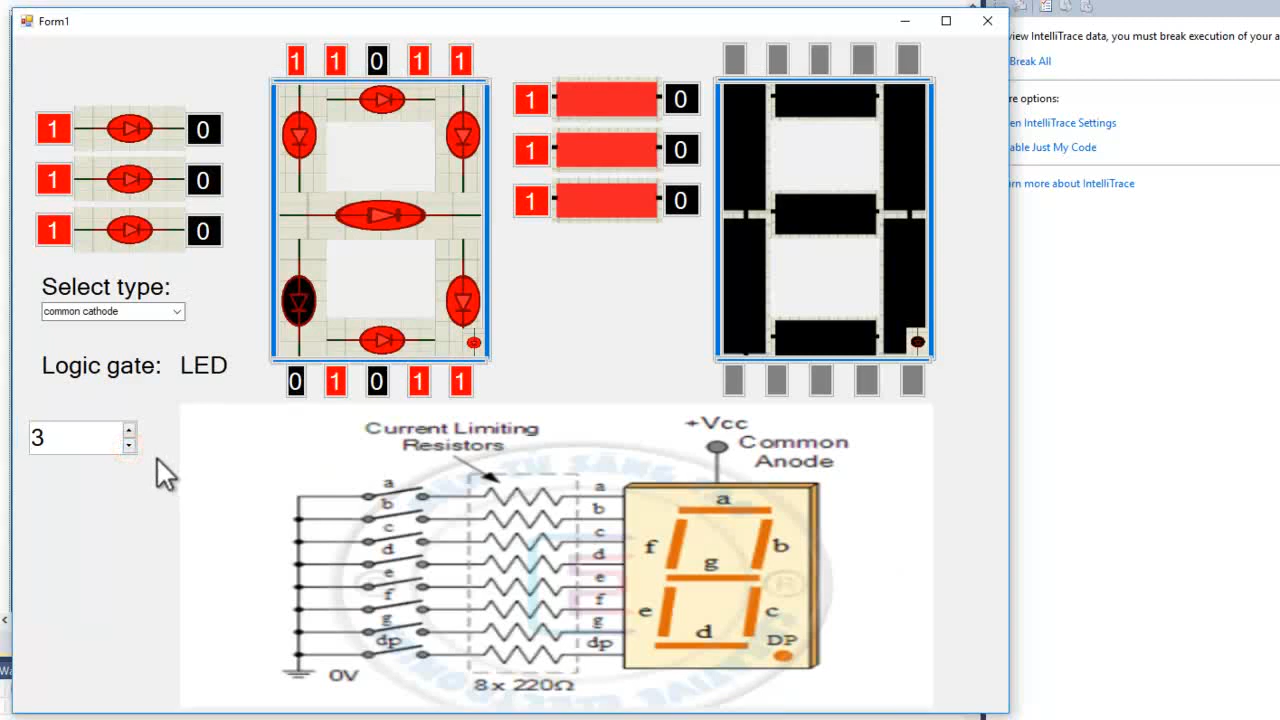 Form1
1 1 0 1 1
1 0
1 0
1 0
0 1 0 1 1
1 0
1 0
1 0
Select type:
common cathode
Logic gate: LED
3
Current Limiting
Resistors
+Vcc
Common
Anode
a
b
c
d
e
f
g
dp
a
b
c
d
e
f
g
dp
a
b
c
d
e
f
g
DP
0V
8 x 220Ω
view IntelliTrace data, you must break execution of your a
Break All
re options:
en IntelliTrace Settings
able Just My Code
rn more about IntelliTrace